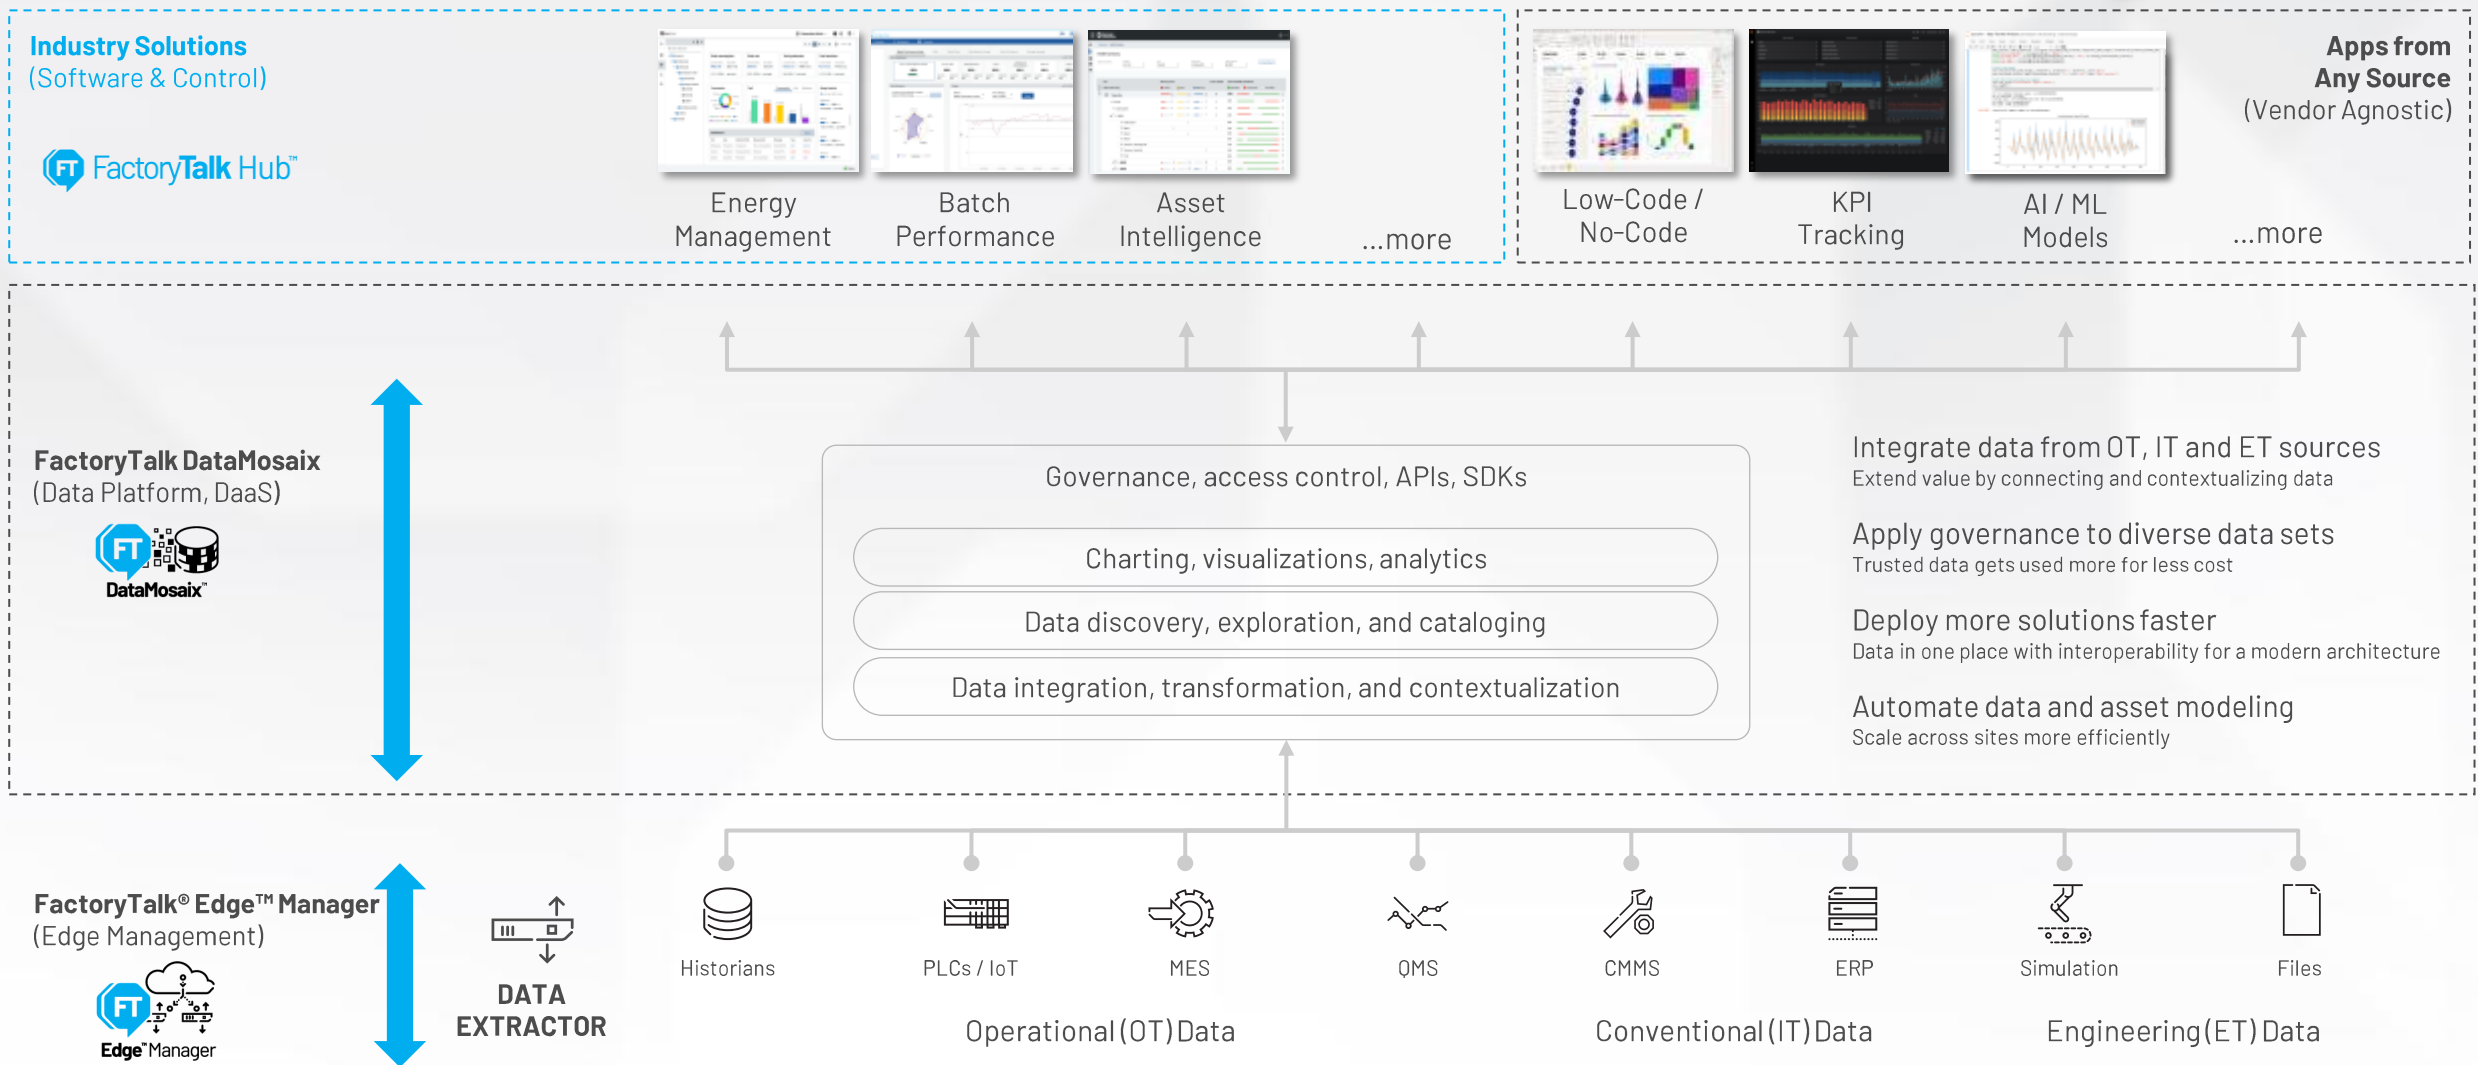 Industry Solutions
(Software & Control)
FT FactoryTalk Hub™
Energy
Management
Batch
Performance
Asset
Intelligence
...more
Low-Code /
No-Code
KPI
Tracking
AI / ML
Models
...more
Apps from
Any Source
(Vendor Agnostic)
FactoryTalk DataMosaix
(Data Platform, DaaS)
FT
DataMosaix™
Governance, access control, APIs, SDKs
Charting, visualizations, analytics
Data discovery, exploration, and cataloging
Data integration, transformation, and contextualization
Integrate data from OT, IT and ET sources
Extend value by connecting and contextualizing data
Apply governance to diverse data sets
Trusted data gets used more for less cost
Deploy more solutions faster
Data in one place with interoperability for a modern architecture
Automate data and asset modeling
Scale across sites more efficiently
FactoryTalk® Edge™ Manager
(Edge Management)
FT
Edge™ Manager
DATA
EXTRACTOR
Historians
PLCs / IoT
MES
QMS
CMMS
ERP
Simulation
Files
Operational (OT) Data
Conventional (IT) Data
Engineering (ET) Data